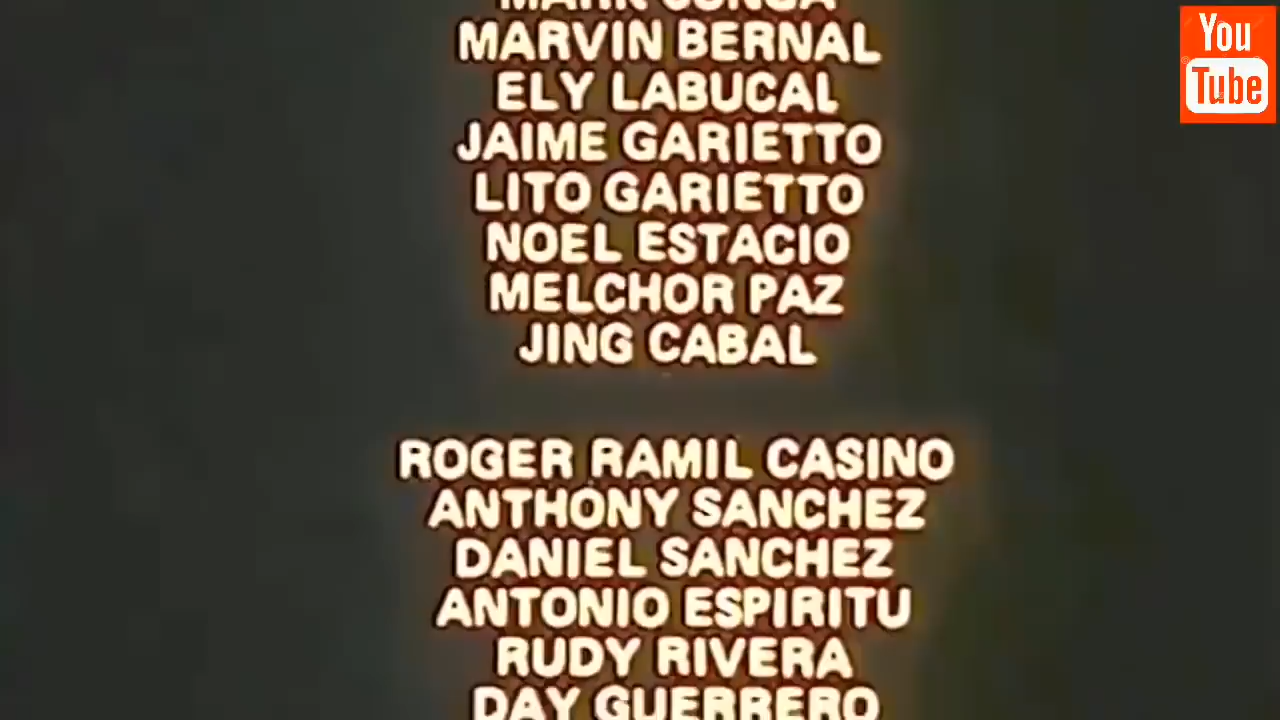 You
Tube
MARVIN BERNAL
ELY LABUCAL
JAIME GARIETTO
LITO GARIETTO
NOEL ESTACIO
MELCHOR PAZ
JING CABAL
ROGER RAMIL CASINO
ANTHONY SANCHEZ
DANIEL SANCHEZ
ANTONIO ESPIRITU
RUDY RIVERA
DAY GUERRERO